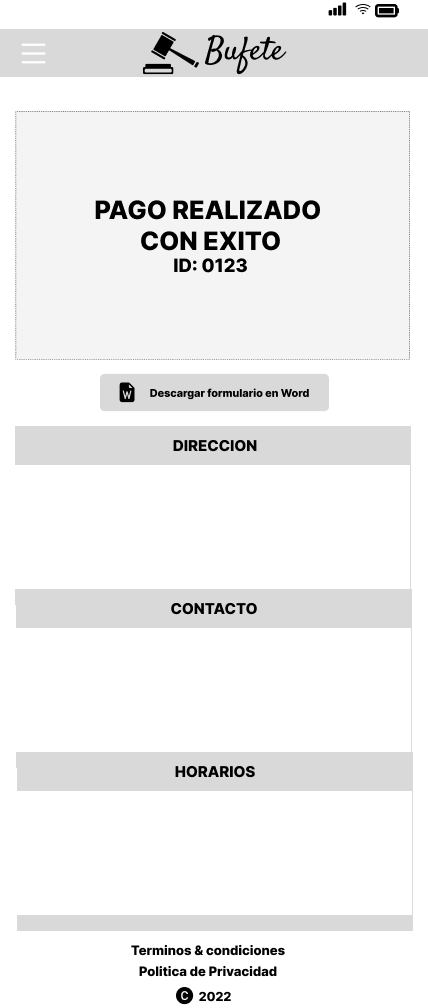 Bufete
PAGO REALIZADO
CON EXITO
ID: 0123
W
Descargar formulario en Word
DIRECCION
CONTACTO
HORARIOS
Terminos & condiciones
Politica de Privacidad
C 2022